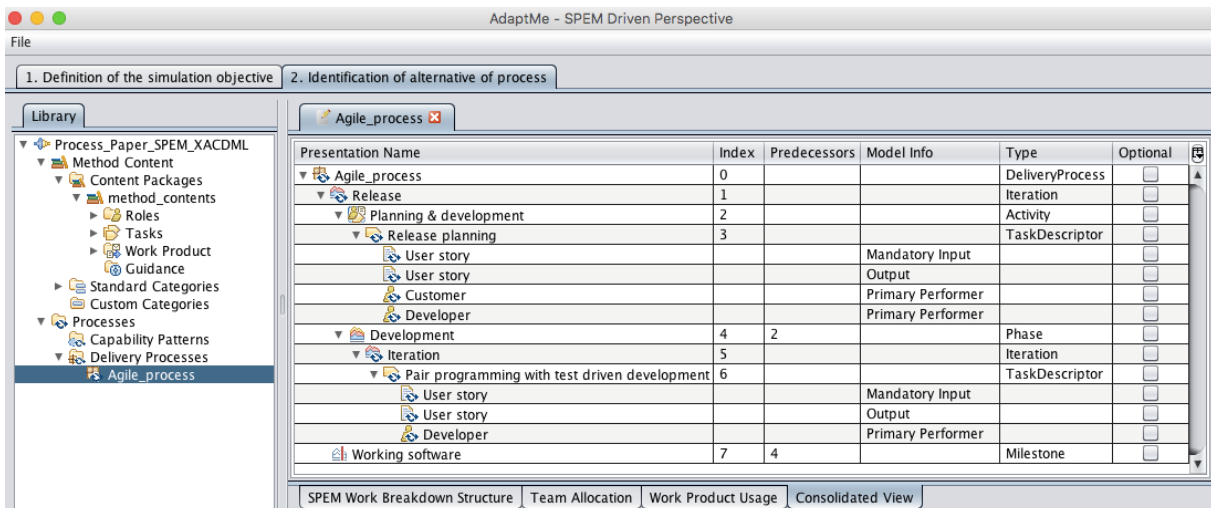 AdaptMe - SPEM Driven Perspective
File
1. Definition of the simulation objective 2. Identification of alternative of process
Library
Process_Paper_SPEM_XACDML
Method Content
Content Packages
method_contents
Roles
Tasks
Work Product
Guidance
Standard Categories
Custom Categories
Processes
Capability Patterns
Delivery Processes
Agile_process
Agile_process
Presentation Name Index Predecessors Model Info Type Optional
Agile_process 0 DeliveryProcess
Release 1 Iteration
Planning & development 2 Activity
Release planning 3 TaskDescriptor
User story Mandatory Input
User story Output
Customer Primary Performer
Developer Primary Performer
Development 4 2 Phase
Iteration 5 Iteration
Pair programming with test driven development 6 TaskDescriptor
User story Mandatory Input
User story Output
Developer Primary Performer
Working software 7 4 Milestone
SPEM Work Breakdown Structure Team Allocation Work Product Usage Consolidated View